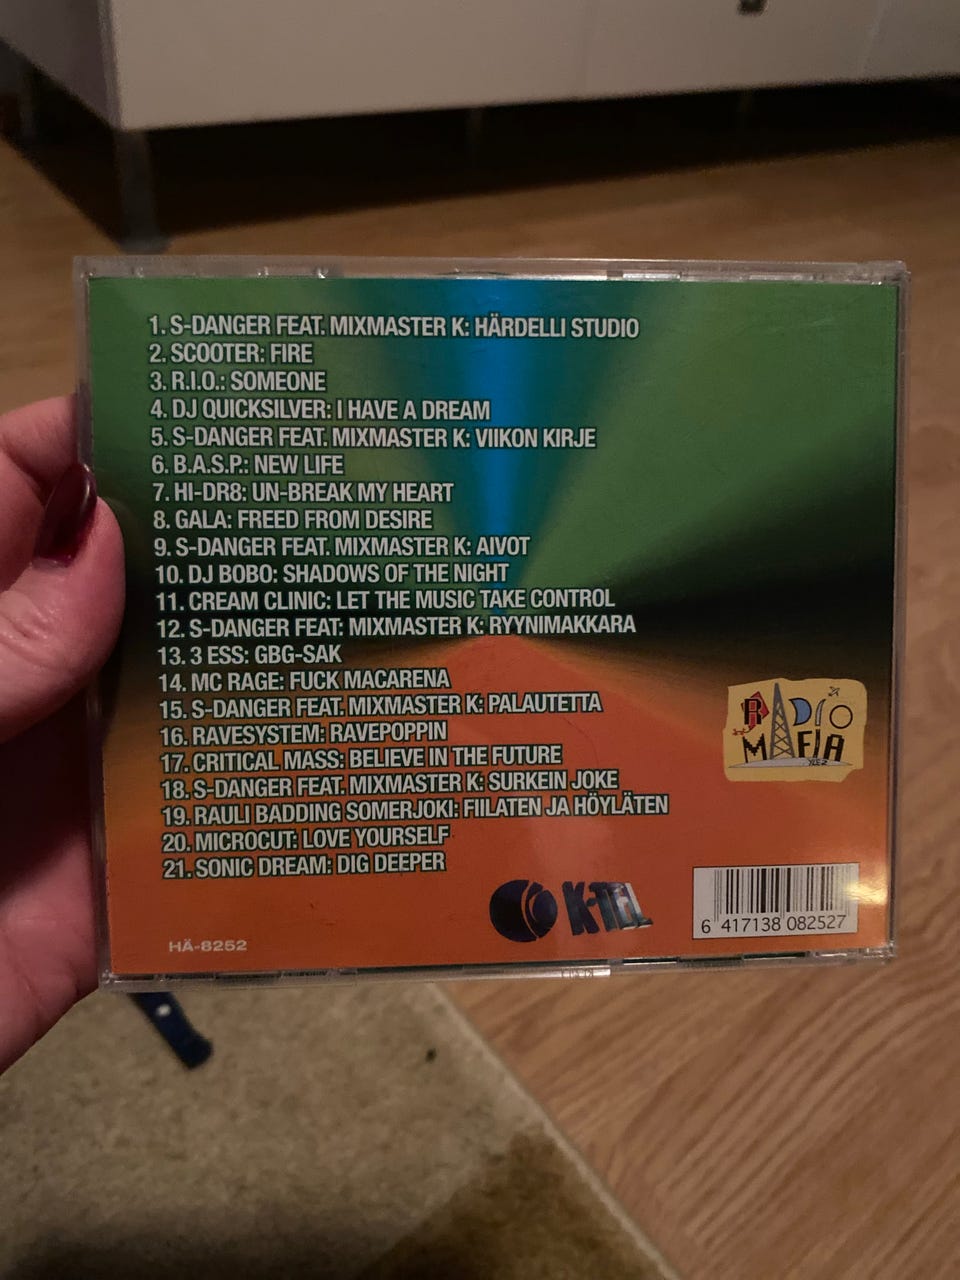 1. S-DANGER FEAT. MIXMASTER K: HÄRDELLI STUDIO
2. SCOOTER: FIRE
3. R.I.O.: SOMEONE
4. DJ QUICKSILVER: I HAVE A DREAM
5. S-DANGER FEAT. MIXMASTER K: VIIKON KIRJE
6. B.A.S.P.: NEW LIFE
7. HI-DR8: UN-BREAK MY HEART
8. GALA: FREED FROM DESIRE
9. S-DANGER FEAT. MIXMASTER K: AIVOT
10. DJ BOBO: SHADOWS OF THE NIGHT
11. CREAM CLINIC: LET THE MUSIC TAKE CONTROL
12. S-DANGER FEAT: MIXMASTER K: RYYNIMAKKARA
13. 3 ESS: GBG-SAK
14. MC RAGE: FUCK MACARENA
15. S-DANGER FEAT. MIXMASTER K: PALAUTETTA
16. RAVESYSTEM: RAVEPOPPIN
17. CRITICAL MASS: BELIEVE IN THE FUTURE
18. S-DANGER FEAT. MIXMASTER K: SURKEIN JOKE
19. RAULI BADDING SOMERJOKI: FIILATEN JA HÖYLÄTEN
20. MICROCUT: LOVE YOURSELF
21. SONIC DREAM: DIG DEEPER
RADIO
MAFIA
YLE2
K-TEL
6 417138 082527
HÄ-8252